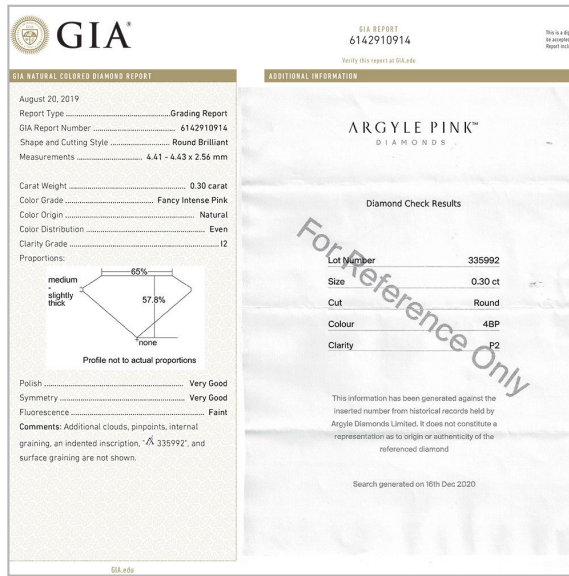 GIA®
GIA REPORT
6142910914
Verify this report at GIA.edu
This is a dig
be accepted
Report incl
GIA NATURAL COLORED DIAMOND REPORT
ADDITIONAL INFORMATION
August 20, 2019
Report Type ........................................Grading Report
GIA Report Number ............................... 6142910914
Shape and Cutting Style ...................... Round Brilliant
Measurements ......................... 4.41 - 4.43 x 2.56 mm
Carat Weight ............................................ 0.30 carat
Color Grade .............................. Fancy Intense Pink
Color Origin ................................................. Natural
Color Distribution ............................................ Even
Clarity Grade ......................................................... I2
Proportions:
65%
medium
-
slightly
thick
57.8%
none
Profile not to actual proportions
Polish ..................................................... Very Good
Symmetry .............................................. Very Good
Fluorescence ................................................... Faint
Comments: Additional clouds, pinpoints, internal
graining, an indented inscription, " 335992", and
surface graining are not shown.
GIA.edu
ARGYLE PINK™
DIAMONDS
Diamond Check Results
For Reference Only
Lot Number 335992
Size 0.30 ct
Cut Round
Colour 4BP
Clarity P2
This information has been generated against the
inserted number from historical records held by
Argyle Diamonds Limited. It does not constitute a
representation as to origin or authenticity of the
referenced diamond
Search generated on 16th Dec 2020